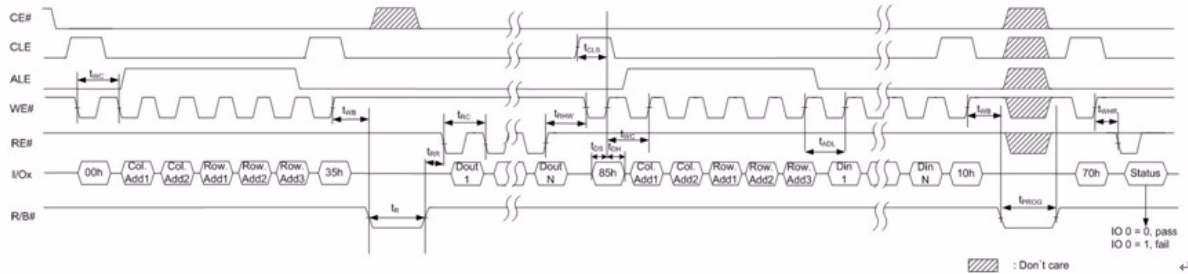 CE#
CLE
tCLS
ALE
tWC
WE#
tWB tRC tRHW tWC tWB tWHR
RE#
tRR tDS tDH tADL
I/Ox 00h Col. Add1 Col. Add2 Row. Add1 Row. Add2 Row. Add3 35h Dout 1 Dout N 85h Col. Add1 Col. Add2 Row. Add1 Row. Add2 Row. Add3 Din 1 Din N 10h 70h Status
R/B# tR tPROG
IO 0 = 0, pass
IO 0 = 1, fail
: Don´t care